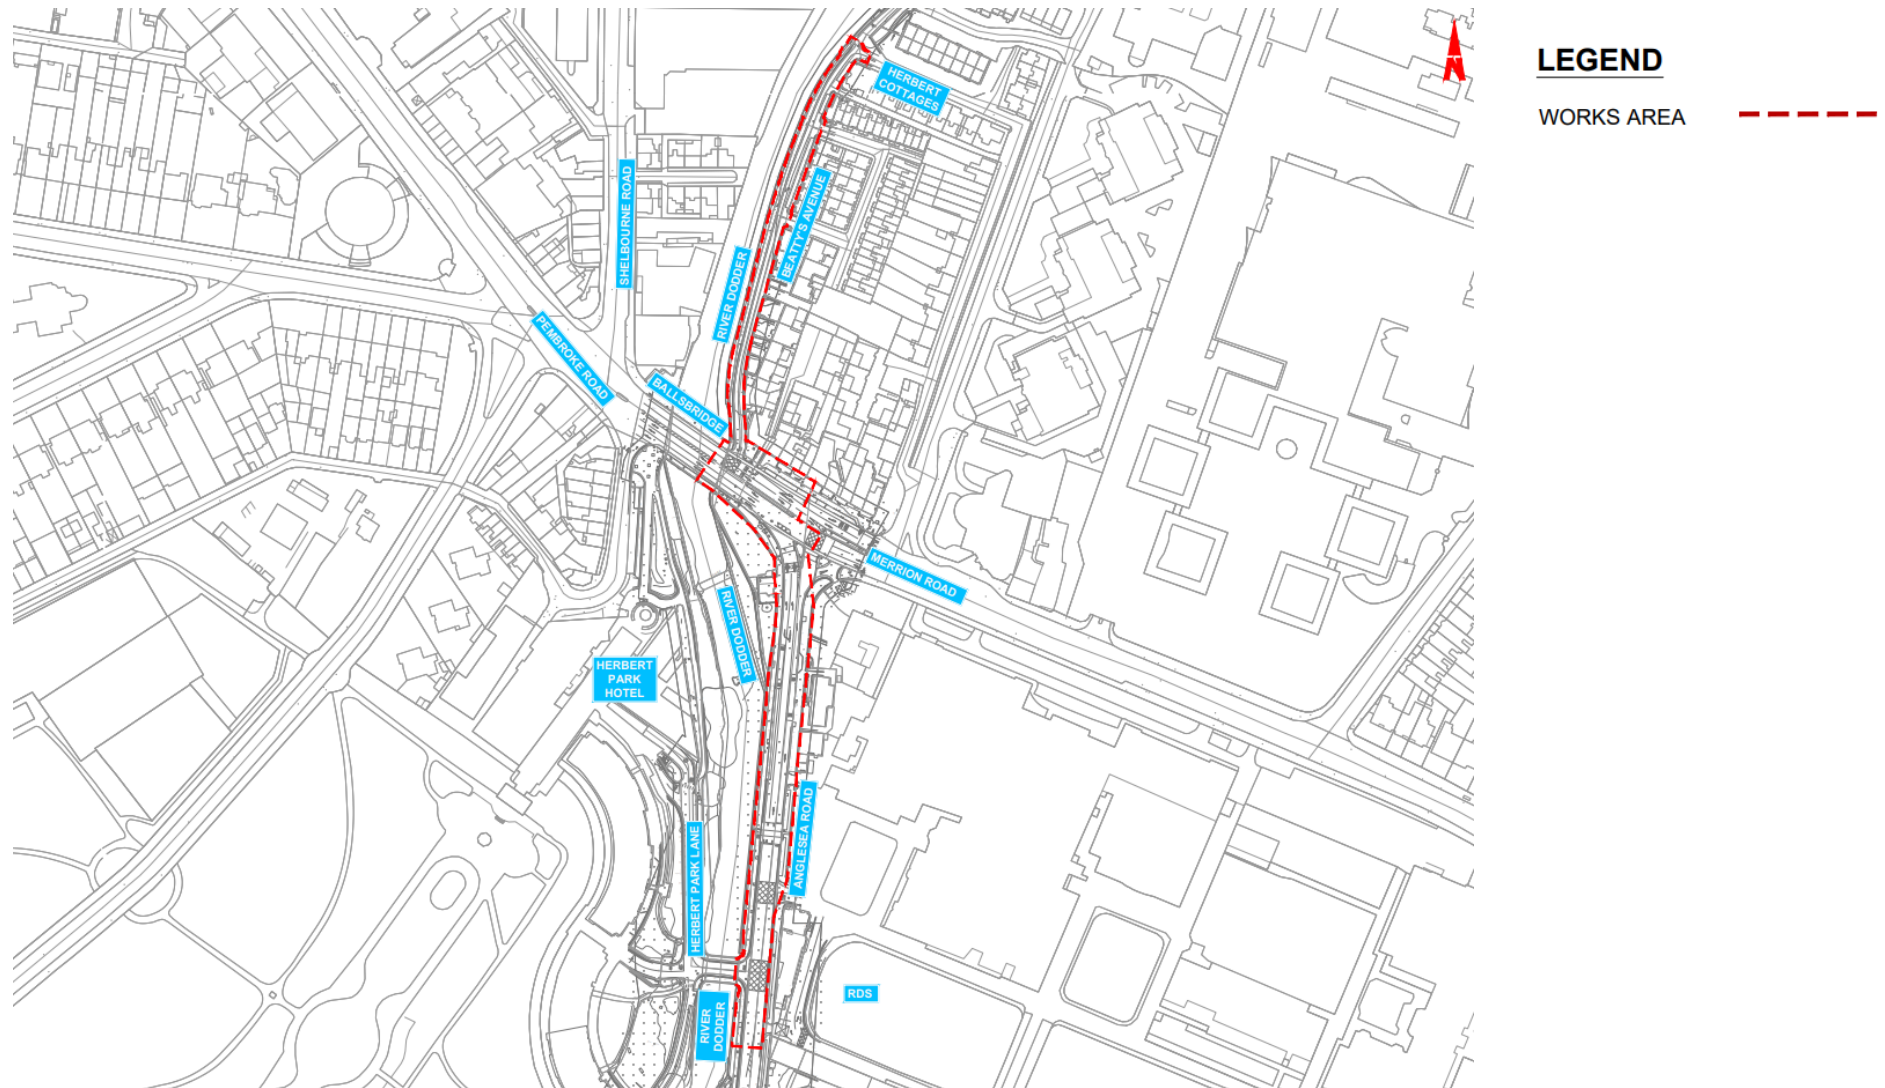 N
LEGEND
WORKS AREA
HERBERT
COTTAGES
SHELBOURNE ROAD
BEATTY'S AVENUE
RIVER DODDER
PEMBROKE ROAD
BALLSBRIDGE
MERRION ROAD
RIVER DODDER
HERBERT
PARK
HOTEL
ANGLESEA ROAD
HERBERT PARK LANE
RDS
RIVER
DODDER